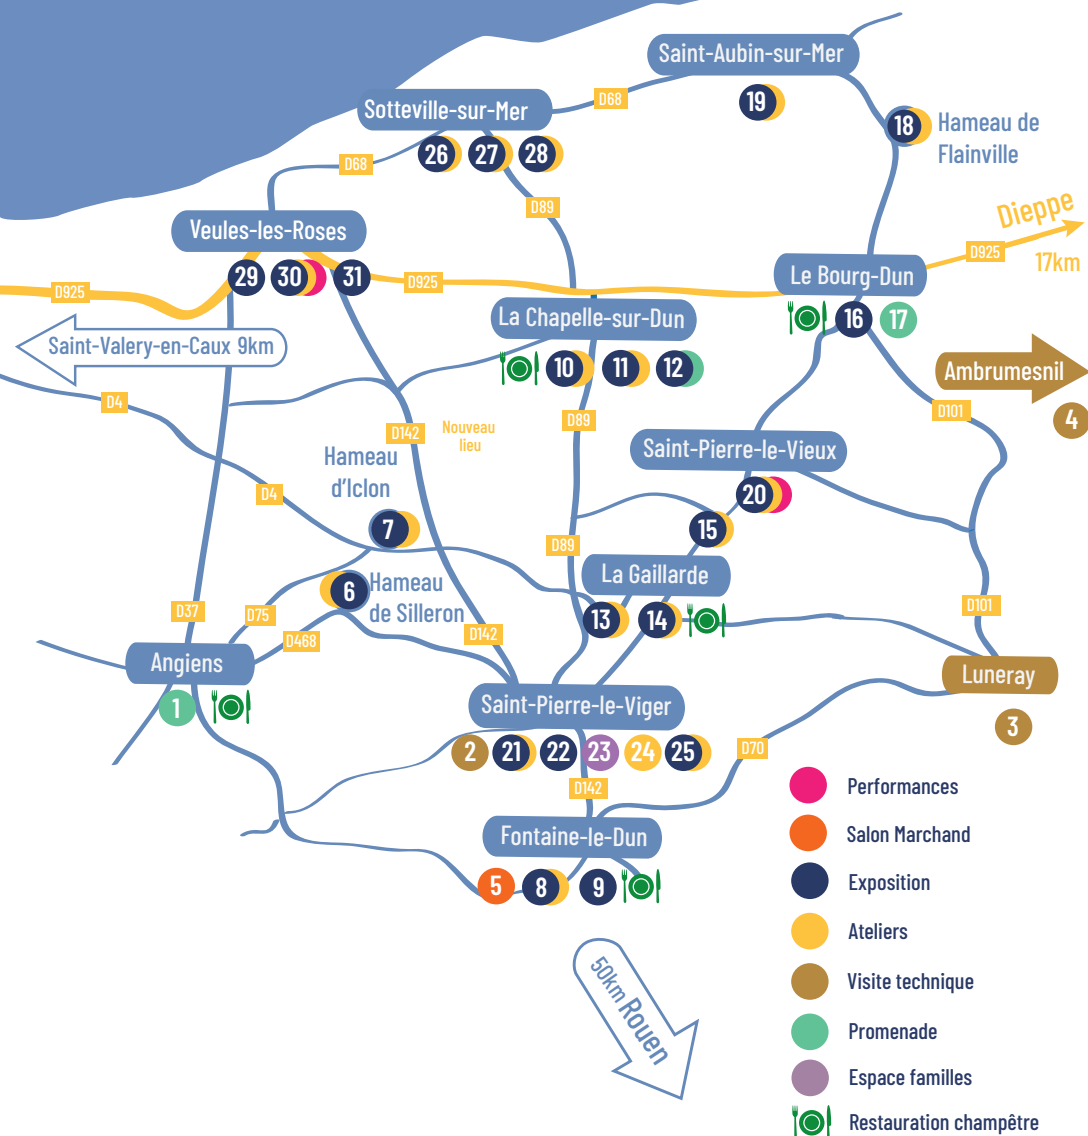 Saint-Aubin-sur-Mer
19
D68
Sotteville-sur-Mer
26
27
28
18
Hameau de
Flainville
D68
D89
Veules-les-Roses
29
30
31
D925
D925
Dieppe
17km
D925
Le Bourg-Dun
16
17
Saint-Valery-en-Caux 9km
La Chapelle-sur-Dun
10
11
12
Ambrumesnil
4
D4
D142
Nouveau
lieu
D89
D101
Saint-Pierre-le-Vieux
20
15
Hameau
d'Iclon
7
D4
D89
La Gaillarde
13
14
6
Hameau
de Silleron
D37
D75
D468
D142
D101
Angiens
1
Luneray
3
Saint-Pierre-le-Viger
2
21
22
23
24
25
D70
D142
Fontaine-le-Dun
5
8
9
50km Rouen
Performances
Salon Marchand
Exposition
Ateliers
Visite technique
Promenade
Espace familles
Restauration champêtre